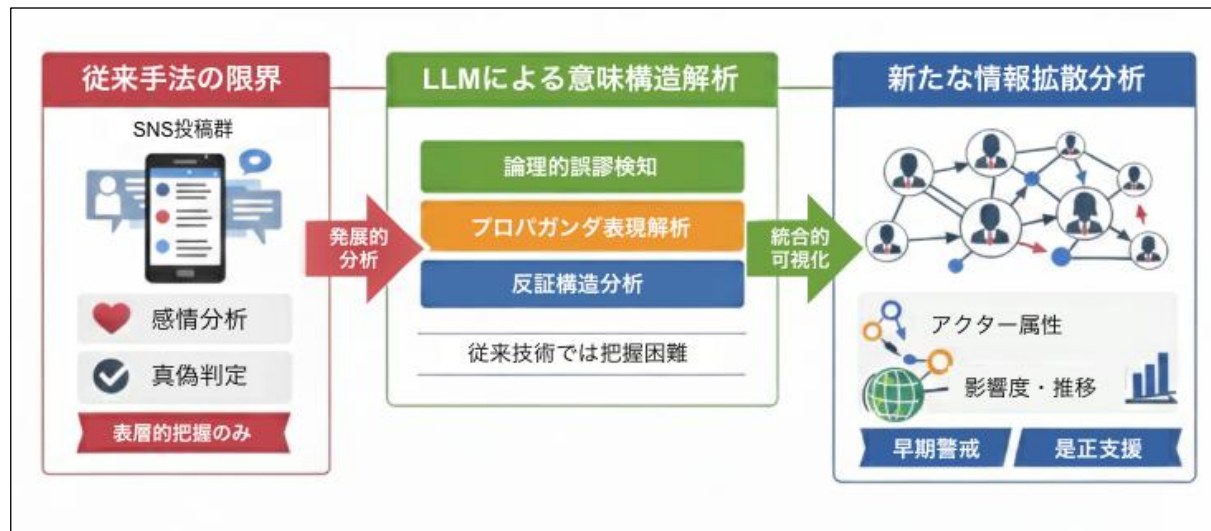 従来手法の限界
SNS投稿群
感情分析
真偽判定
表層的把握のみ
発展的
分析
LLMによる意味構造解析
論理的誤謬検知
プロパガンダ表現解析
反証構造分析
従来技術では把握困難
統合的
可視化
新たな情報拡散分析
アクター属性
影響度・推移
早期警戒
是正支援